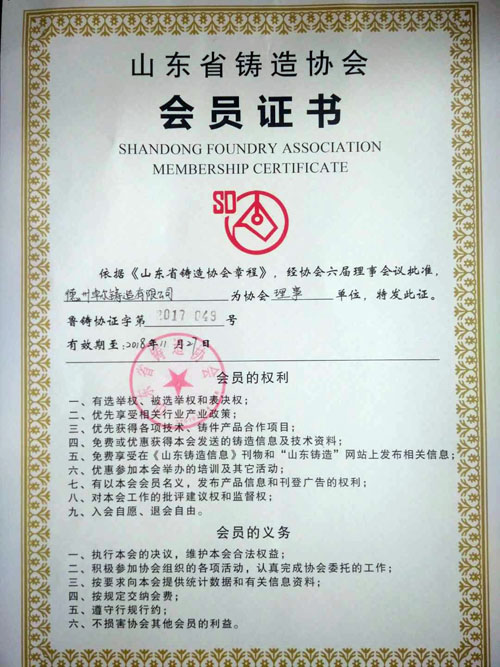 山东省铸造协会
会员证书
SHANDONG FOUNDRY ASSOCIATION
MEMBERSHIP CERTIFICATE
SD
依据《山东省铸造协会章程》，经协会六届理事会议批准，
德州 铸造有限公司 为协会 理事 单位，特发此证。
鲁铸协证字第 2017 049 号
有效期至：2018年11月21日
山东省铸造协会
会员的权利
一、有选举权、被选举权和表决权；
二、优先享受相关行业产业政策；
三、优先获得各项技术、铸件产品合作项目；
四、免费或优惠获得本会发送的铸造信息及技术资料；
五、免费享受在《山东铸造信息》刊物和“山东铸造”网站上发布相关信息；
六、优惠参加本会举办的培训及其它活动；
七、有以本会会员名义，发布产品信息和刊登广告的权利；
八、对本会工作的批评建议权和监督权；
九、入会自愿、退会自由。
会员的义务
一、执行本会的决议，维护本会合法权益；
二、积极参加协会组织的各项活动，认真完成协会委托的工作；
三、按要求向本会提供统计数据和有关信息资料；
四、按规定交纳会费；
五、遵守行规行约；
六、不损害协会其他会员的利益。